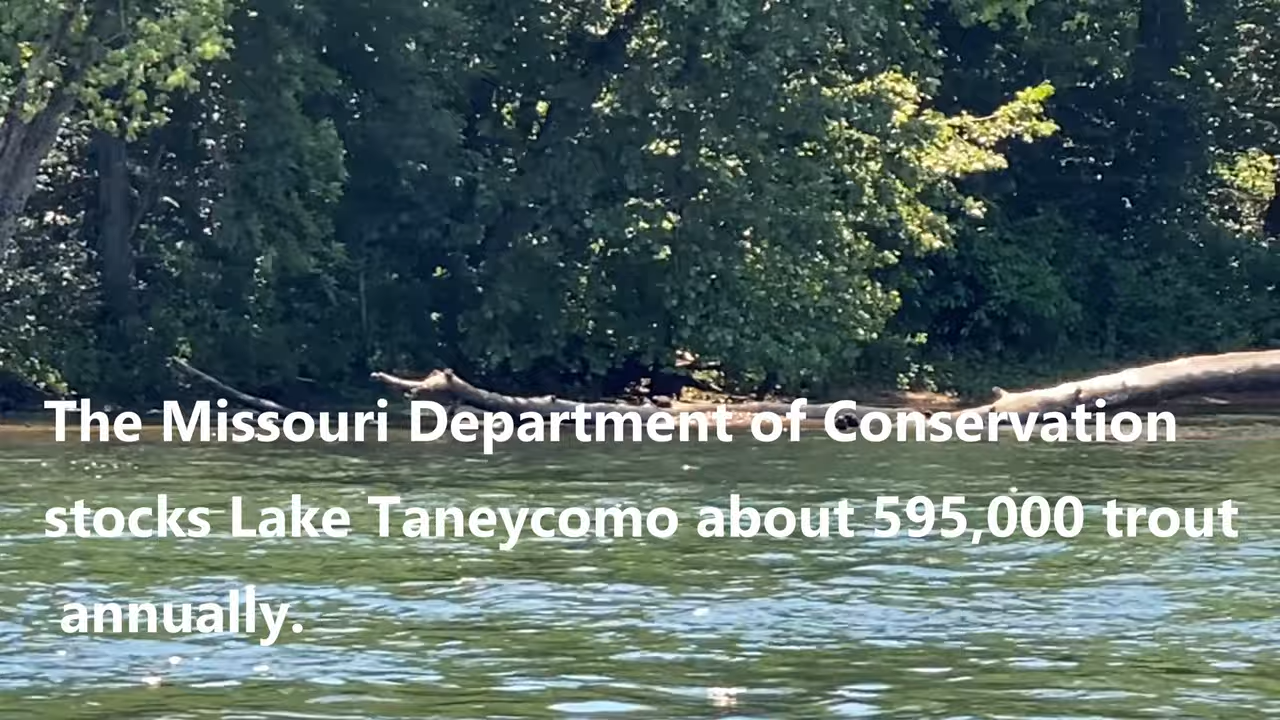 The Missouri Department of Conservation
stocks Lake Taneycomo about 595,000 trout
annually.